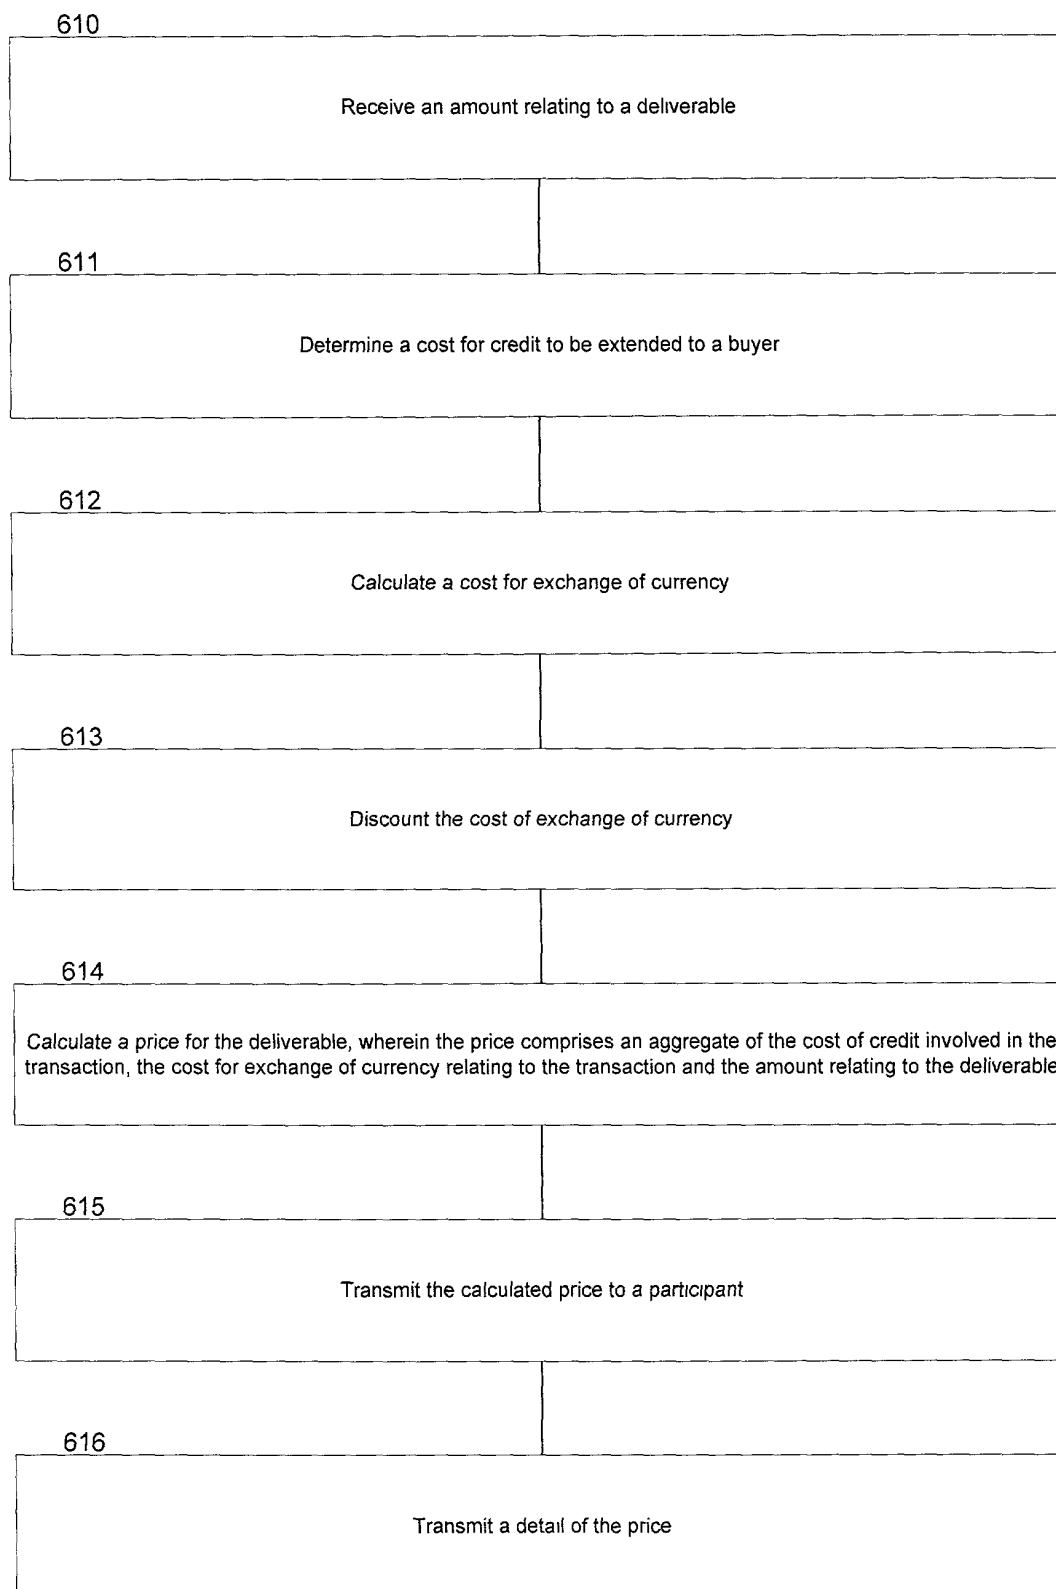 610
Receive an amount relating to a deliverable
611
Determine a cost for credit to be extended to a buyer
612
Calculate a cost for exchange of currency
613
Discount the cost of exchange of currency
614
Calculate a price for the deliverable, wherein the price comprises an aggregate of the cost of credit involved in the
transaction, the cost for exchange of currency relating to the transaction and the amount relating to the deliverable
615
Transmit the calculated price to a participant
616
Transmit a detail of the price